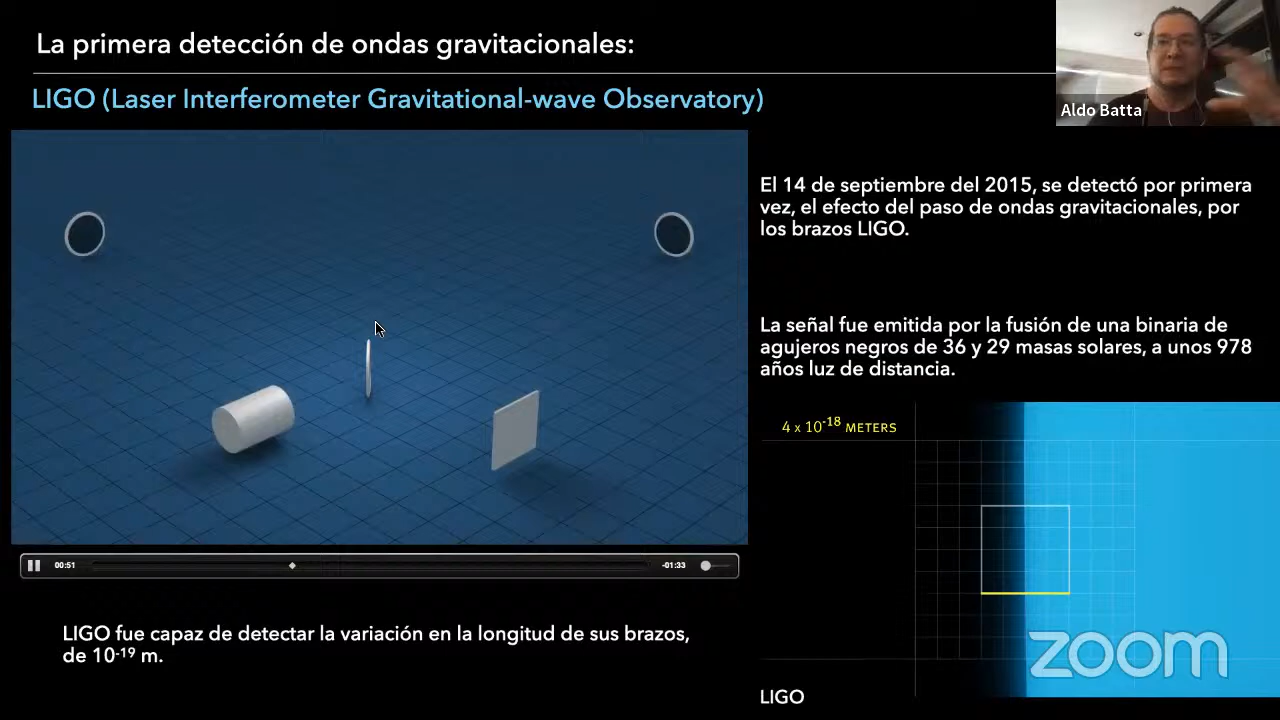 La primera detección de ondas gravitacionales:
LIGO (Laser Interferometer Gravitational-wave Observatory)
Aldo Batta
El 14 de septiembre del 2015, se detectó por primera
vez, el efecto del paso de ondas gravitacionales, por
los brazos LIGO.
La señal fue emitida por la fusión de una binaria de
agujeros negros de 36 y 29 masas solares, a unos 978
años luz de distancia.
4 x 10⁻¹⁸ METERS
00:51
-01:33
LIGO fue capaz de detectar la variación en la longitud de sus brazos,
de 10⁻¹⁹ m.
zoom
LIGO